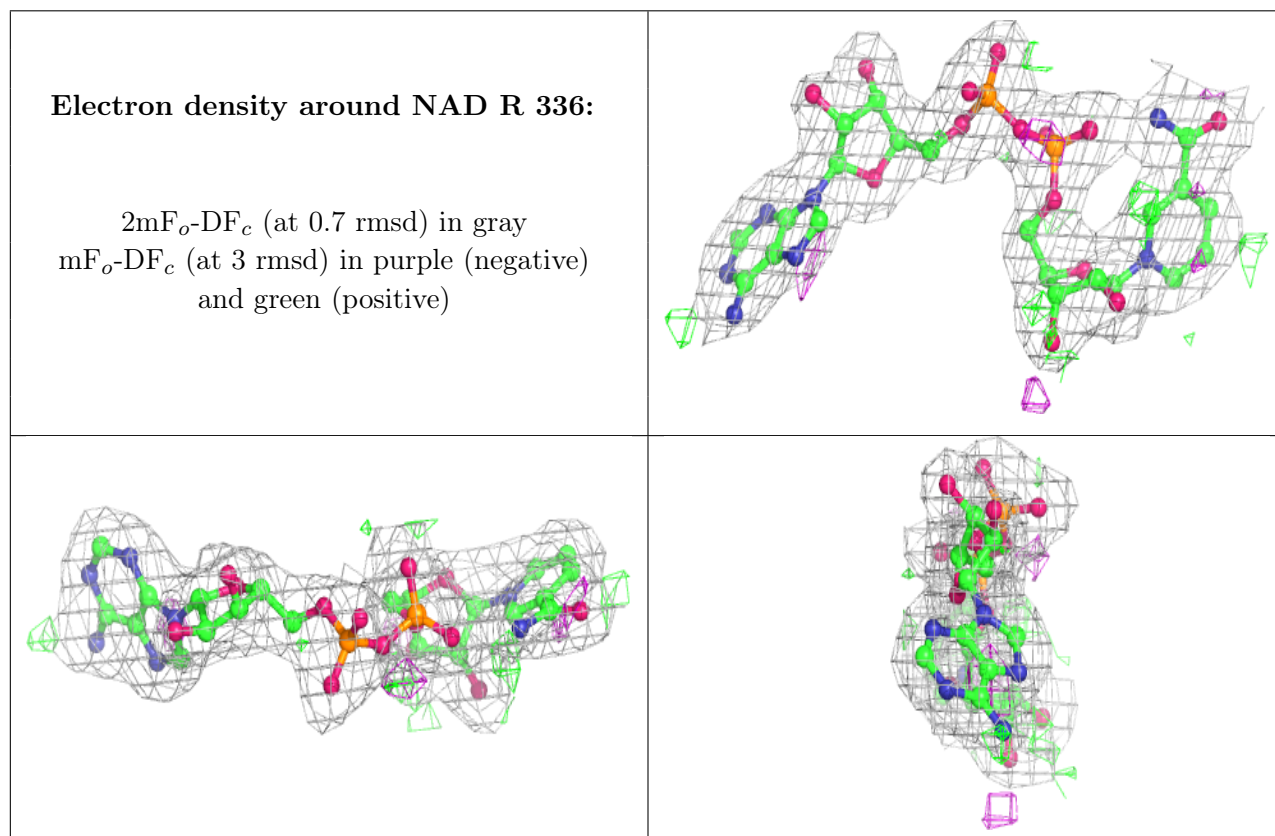 Electron density around NAD R 336:
2mFo-DFc (at 0.7 rmsd) in gray
mFo-DFc (at 3 rmsd) in purple (negative)
and green (positive)